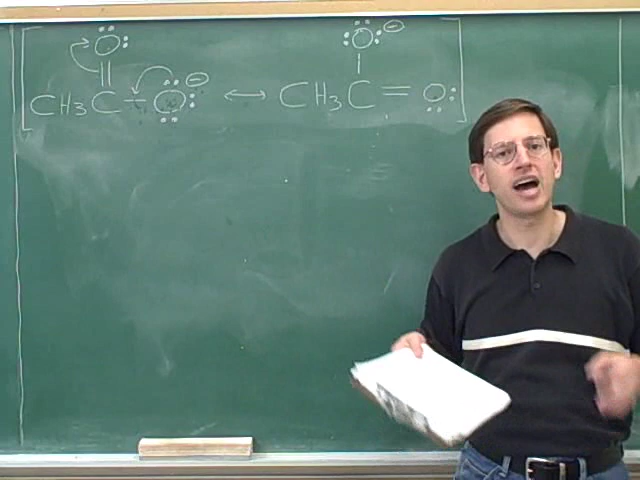 [ O O ⊖
CH3C – O ⊖ ↔ CH3C = O ]